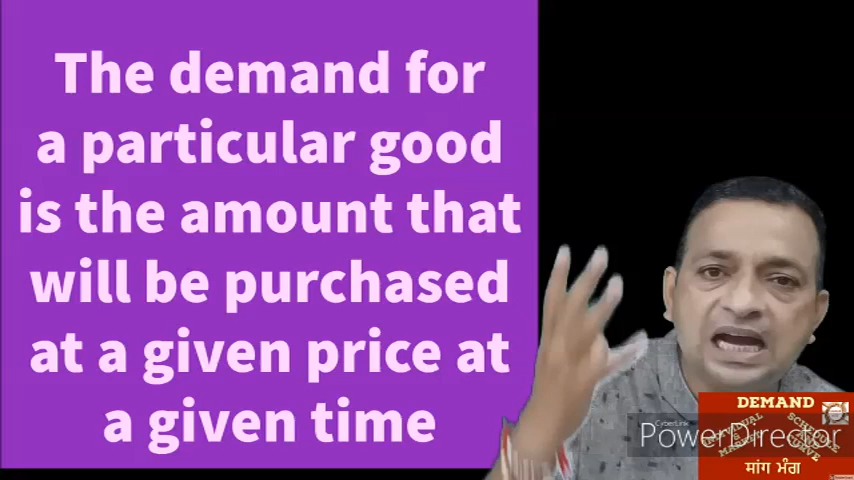 The demand for
a particular good
is the amount that
will be purchased
at a given price at
a given time
DEMAND
CyberLink
PowerDirector
ਸਾਂਗ ਮੰਗ